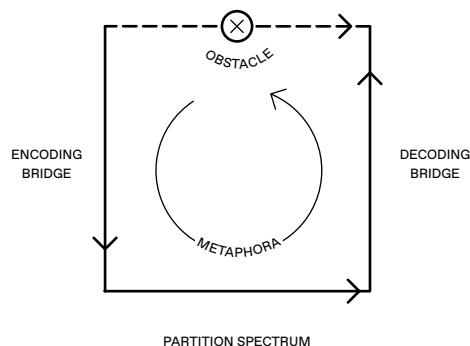 OBSTACLE
ENCODING
BRIDGE
DECODING
BRIDGE
METAPHORA
PARTITION SPECTRUM